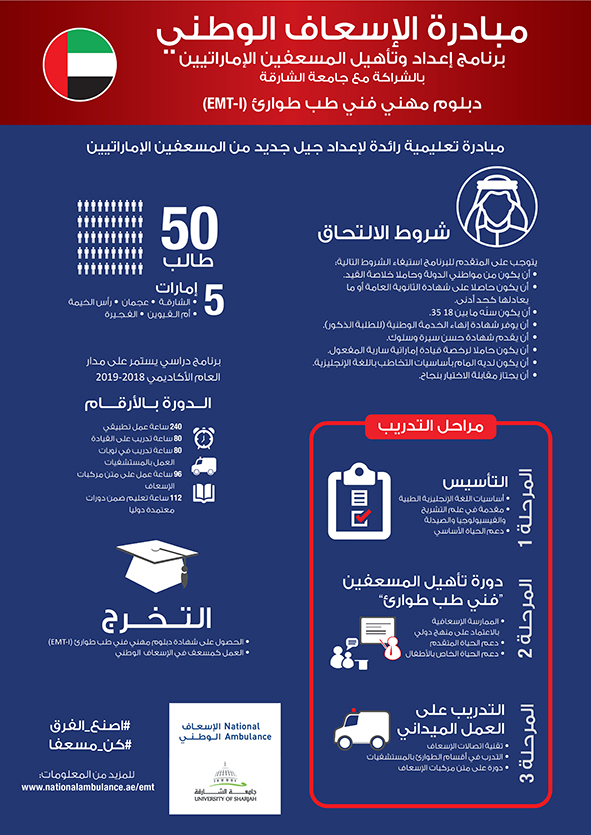 مبادرة الإسعاف الوطني
برنامج إعداد وتأهيل المسعفين الإماراتيين
بالشراكة مع جامعة الشارقة
دبلوم مهني فني طب طوارئ (EMT-I)
مبادرة تعليمية رائدة لإعداد جيل جديد من المسعفين الإماراتيين
شروط الالتحاق
يتوجب على المتقدم للبرنامج استيفاء الشروط التالية:
• أن يكون من مواطني الدولة وحاملا خلاصة القيد.
• أن يكون حاصلا على شهادة الثانوية العامة أو ما
يعادلها كحد أدنى.
• أن يكون سنّه ما بين 18 35.
• أن يوفر شهادة إنهاء الخدمة الوطنية (للطلبة الذكور).
• أن يقدم شهادة حسن سيرة وسلوك.
• أن يكون حاملا لرخصة قيادة إماراتية سارية المفعول.
• أن يكون لديه المام بأساسيات التخاطب باللغة الإنجليزية.
• أن يجتاز مقابلة الاختيار بنجاح.
50
طالب
5 إمارات
• الشارقة • عجمان • رأس الخيمة
• أم القيوين • الفجيرة
برنامج دراسي يستمر على مدار
العام الأكاديمي 2018-2019
الدورة بالأرقام
240 ساعة عمل تطبيقي
80 ساعة تدريب على القيادة
80 ساعة تدريب في نوبات
العمل بالمستشفيات
96 ساعة عمل على متن مركبات
الإسعاف
112 ساعة تعليم ضمن دورات
معتمدة دوليا
التخرج
• الحصول على شهادة دبلوم مهني فني طب طوارئ (EMT-I)
• العمل كمسعف في الإسعاف الوطني
مراحل التدريب
المرحلة 1
التأسيس
• أساسيات اللغة الإنجليزية الطبية
• مقدمة في علم التشريح
والفيسيولوجيا والصيدلة
• دعم الحياة الأساسي
المرحلة 2
دورة تأهيل المسعفين
"فني طب طوارئ"
• الممارسة الإسعافية
بالاعتماد على منهج دولي
• دعم الحياة المتقدم
• دعم الحياة الخاص بالأطفال
المرحلة 3
التدريب على
العمل الميداني
• تقنية اتصالات الإسعاف
• التدرب في أقسام الطوارئ بالمستشفيات
• دورة على متن مركبات الإسعاف
#اصنع_الفرق
#كن_مسعفا
للمزيد من المعلومات:
www.nationalambulance.ae/emt
الإسعاف National
الوطني Ambulance
جامعة الشارقة
UNIVERSITY OF SHARJAH